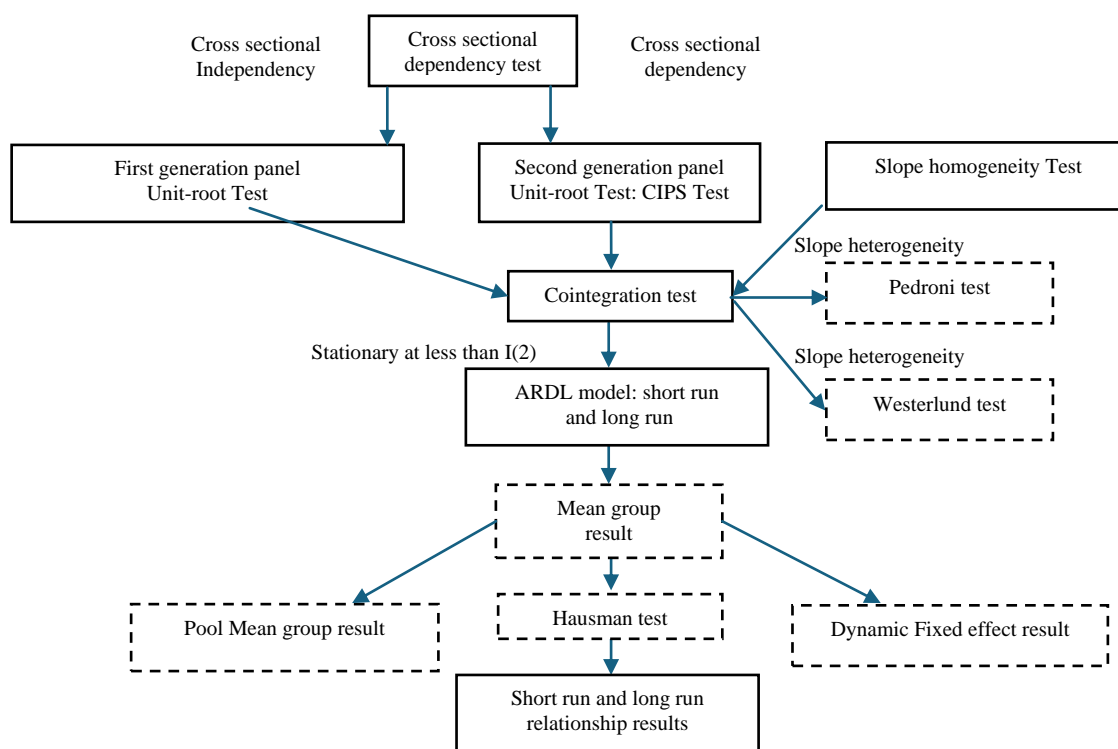 Cross sectional
Independency
Cross sectional
dependency test
Cross sectional
dependency
First generation panel
Unit-root Test
Second generation panel
Unit-root Test: CIPS Test
Slope homogeneity Test
Slope heterogeneity
Cointegration test
Pedroni test
Stationary at less than I(2)
Slope heterogeneity
ARDL model: short run
and long run
Westerlund test
Mean group
result
Pool Mean group result
Hausman test
Dynamic Fixed effect result
Short run and long run
relationship results